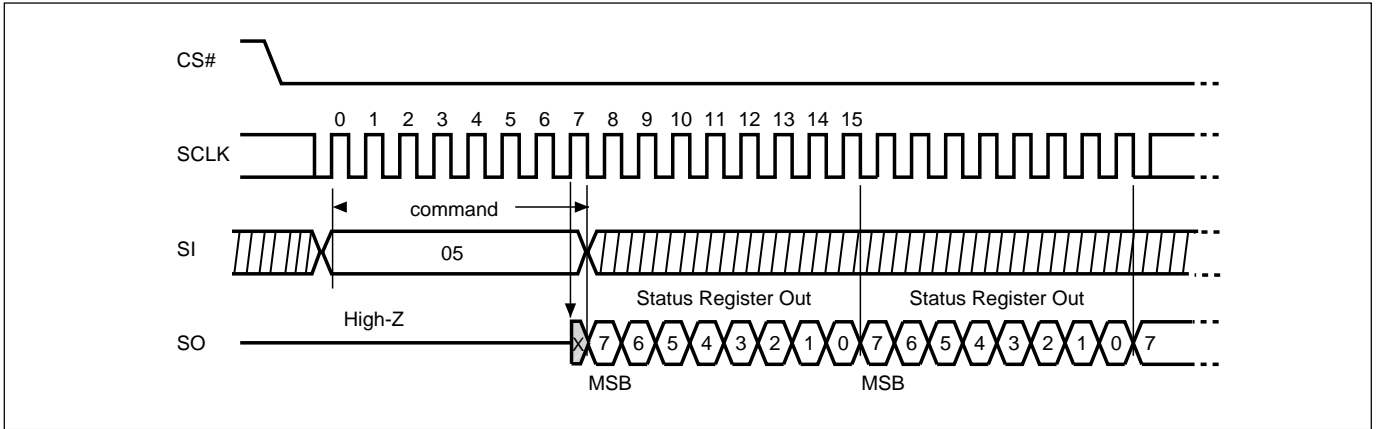 CS#
0 1 2 3 4 5 6 7 8 9 10 11 12 13 14 15
SCLK
command
SI
05
Status Register Out Status Register Out
High-Z
SO
X 7 6 5 4 3 2 1 0 7 6 5 4 3 2 1 0 7
MSB MSB